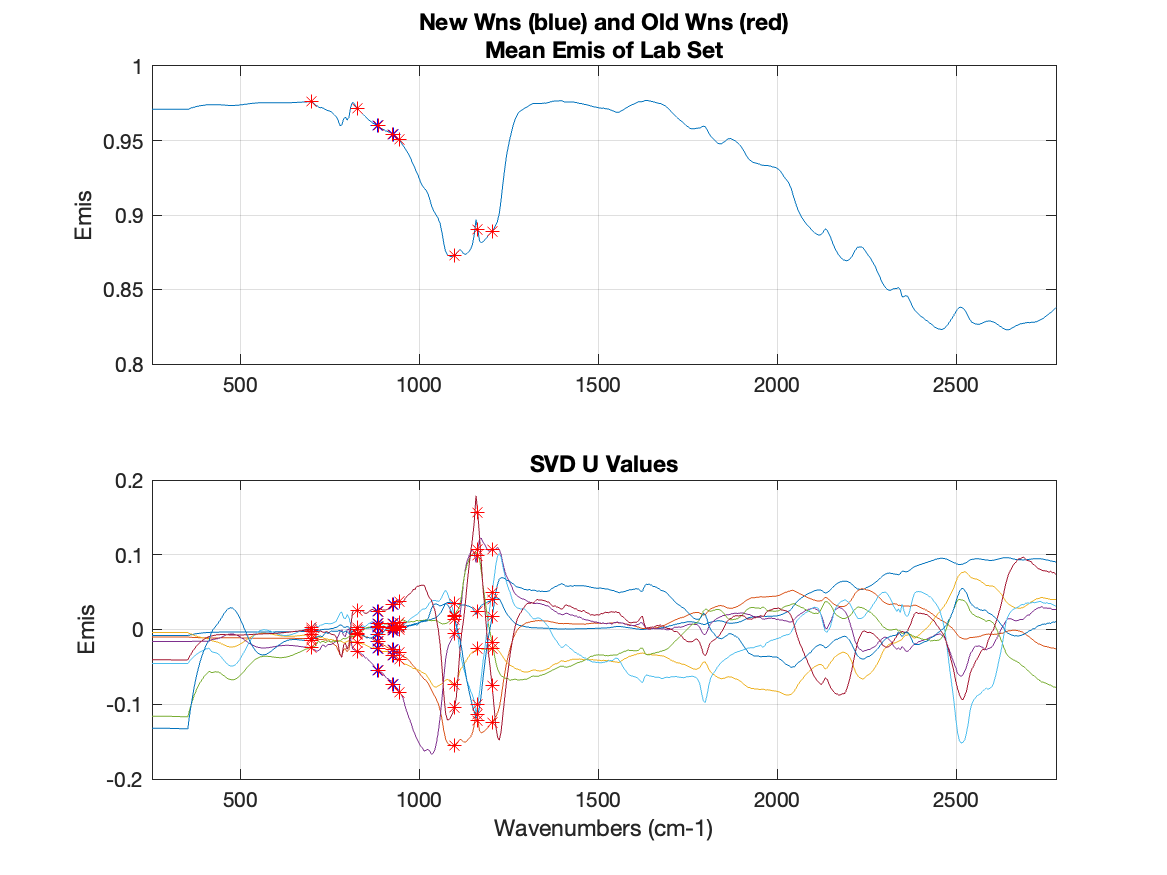 New Wns (blue) and Old Wns (red)
Mean Emis of Lab Set
1
0.95
0.9
0.85
0.8
Emis
500 1000 1500 2000 2500
SVD U Values
0.2
0.1
0
-0.1
-0.2
Emis
500 1000 1500 2000 2500
Wavenumbers (cm-1)